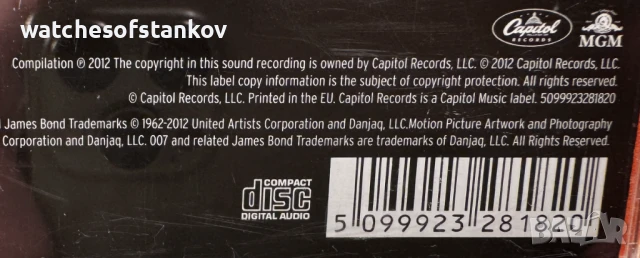 watchesofstankov
Capitol
RECORDS
MGM
Compilation ℗ 2012 The copyright in this sound recording is owned by Capitol Records, LLC. © 2012 Capitol Records, LLC.
This label copy information is the subject of copyright protection. All rights reserved.
© Capitol Records, LLC. Printed in the EU. Capitol Records is a Capitol Music label. 5099923281820
James Bond Trademarks © 1962-2012 United Artists Corporation and Danjaq, LLC.Motion Picture Artwork and Photography
Corporation and Danjaq, LLC. 007 and related James Bond Trademarks are trademarks of Danjaq, LLC. All Rights Reserved.
COMPACT
disc
DIGITAL AUDIO
5 099923 281820
BAZAR